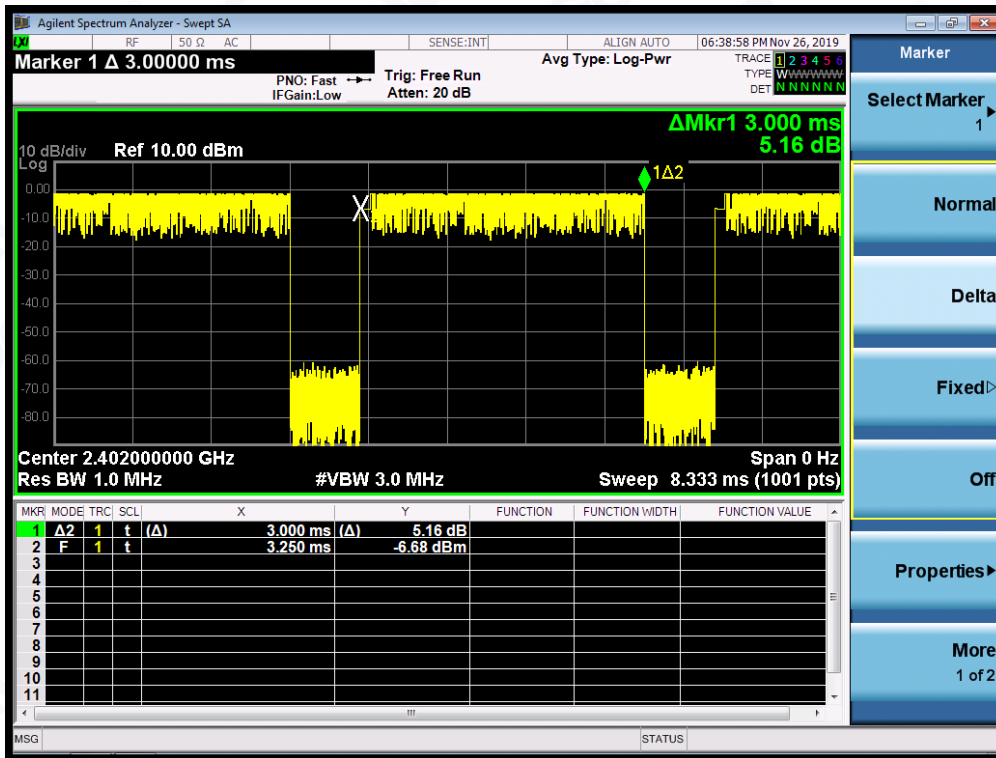 Agilent Spectrum Analyzer - Swept SA
LXI RF 50 Ω AC SENSE:INT ALIGN AUTO 06:38:58 PM Nov 26, 2019
Marker 1 Δ 3.00000 ms
PNO: Fast
IFGain:Low
Trig: Free Run
Atten: 20 dB
Avg Type: Log-Pwr
TRACE 1 2 3 4 5 6
TYPE WWWWWWW
DET N N N N N N
ΔMkr1 3.000 ms
5.16 dB
10 dB/div Ref 10.00 dBm
Log
0.00
-10.0
-20.0
-30.0
-40.0
-50.0
-60.0
-70.0
-80.0
X
1Δ2
Center 2.402000000 GHz Span 0 Hz
Res BW 1.0 MHz #VBW 3.0 MHz Sweep 8.333 ms (1001 pts)
MKR MODE TRC SCL X Y FUNCTION FUNCTION WIDTH FUNCTION VALUE
1 Δ2 1 t (Δ) 3.000 ms (Δ) 5.16 dB
2 F 1 t 3.250 ms -6.68 dBm
3
4
5
6
7
8
9
10
11
MSG STATUS
Marker
Select Marker
1
Normal
Delta
Fixed
Off
Properties
More
1 of 2